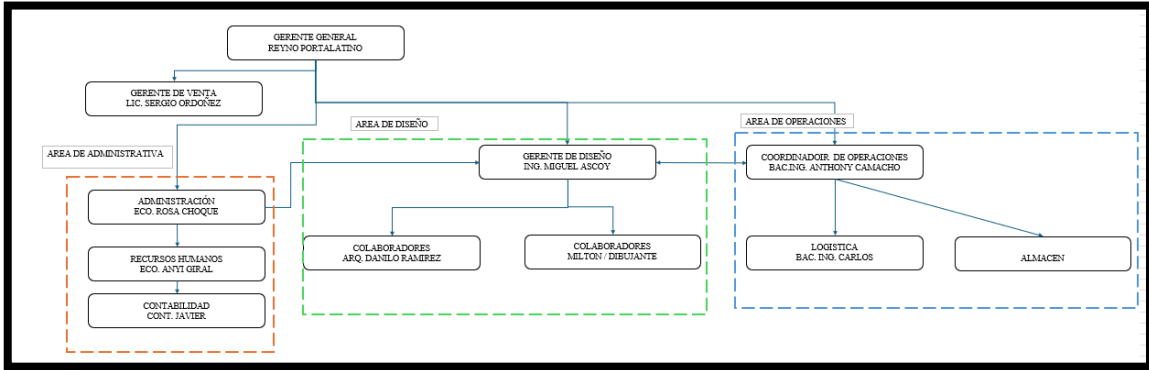 GERENTE GENERAL
REYNO PORTALATINO
GERENTE DE VENTA
LIC. SERGIO ORDOÑEZ
AREA DE DISEÑO
AREA DE OPERACIONES
AREA DE ADMINISTRATIVA
GERENTE DE DISEÑO
ING. MIGUEL ASCOY
COORDINADOIR DE OPERACIONES
BAC.ING. ANTHONY CAMACHO
ADMINISTRACIÓN
ECO. ROSA CHOQUE
COLABORADORES
ARQ. DANILO RAMIREZ
COLABORADORES
MILTON / DIBUJANTE
LOGISTICA
BAC. ING. CARLOS
ALMACEN
RECURSOS HUMANOS
ECO. ANYI GIRAL
CONTABILIDAD
CONT. JAVIER